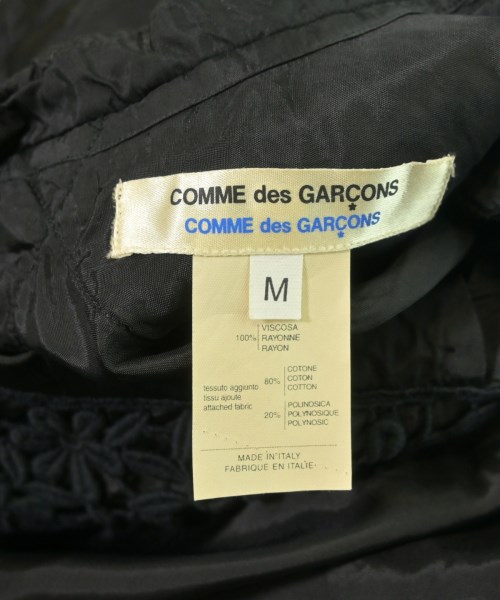 COMME des GARÇONS
COMME des GARÇONS
M
100% VISCOSA
RAYONNE
RAYON
tessuto aggiunto
tissu ajoute
attached fabric
80% COTONE
COTON
COTTON
20% POLINOSICA
POLYNOSIQUE
POLYNOSIC
MADE IN ITALY
FABRIQUE EN ITALIE